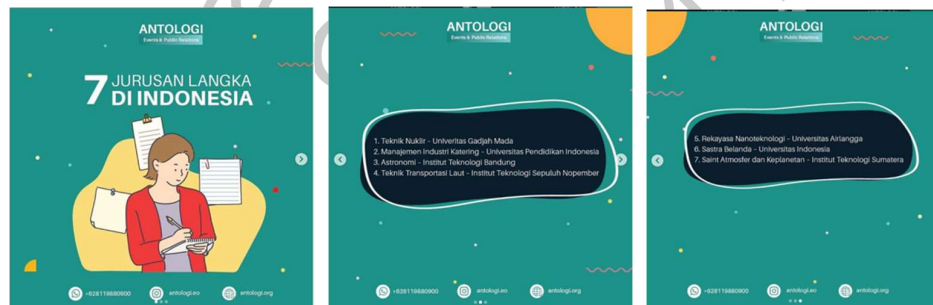 ANTOLOGI
Events & Public Relations
7 JURUSAN LANGKA
DI INDONESIA
+628119880900
antologi.eo
antologi.org
ANTOLOGI
Events & Public Relations
1. Teknik Nuklir - Univeritas Gadjah Mada
2. Manajemen Industri Katering - Universitas Pendidikan Indonesia
3. Astronomi - Institut Teknologi Bandung
4. Teknik Transportasi Laut - Institut Teknologi Sepuluh Nopember
+628119880900
antologi.eo
antologi.org
ANTOLOGI
Events & Public Relations
5. Rekayasa Nanoteknologi - Universitas Airlangga
6. Sastra Belanda - Universitas Indonesia
7. Saint Atmosfer dan Keplanetan - Institut Teknologi Sumatera
+628119880900
antologi.eo
antologi.org